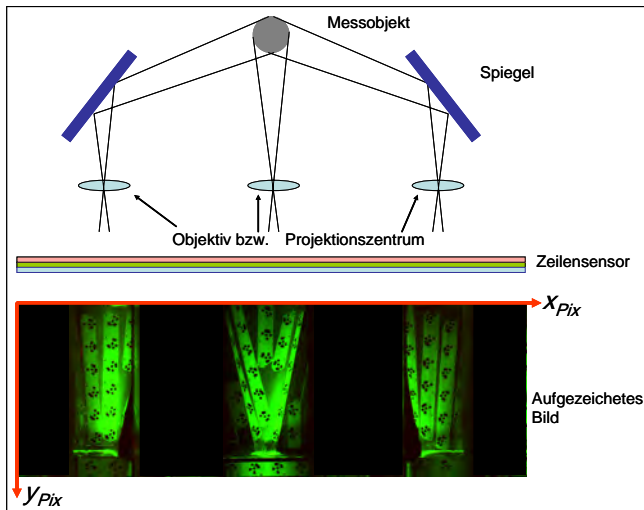 Messobjekt
Spiegel
Objektiv bzw. Projektionszentrum
Zeilensensor
x_Pix
Aufgezeichetes
Bild
y_Pix